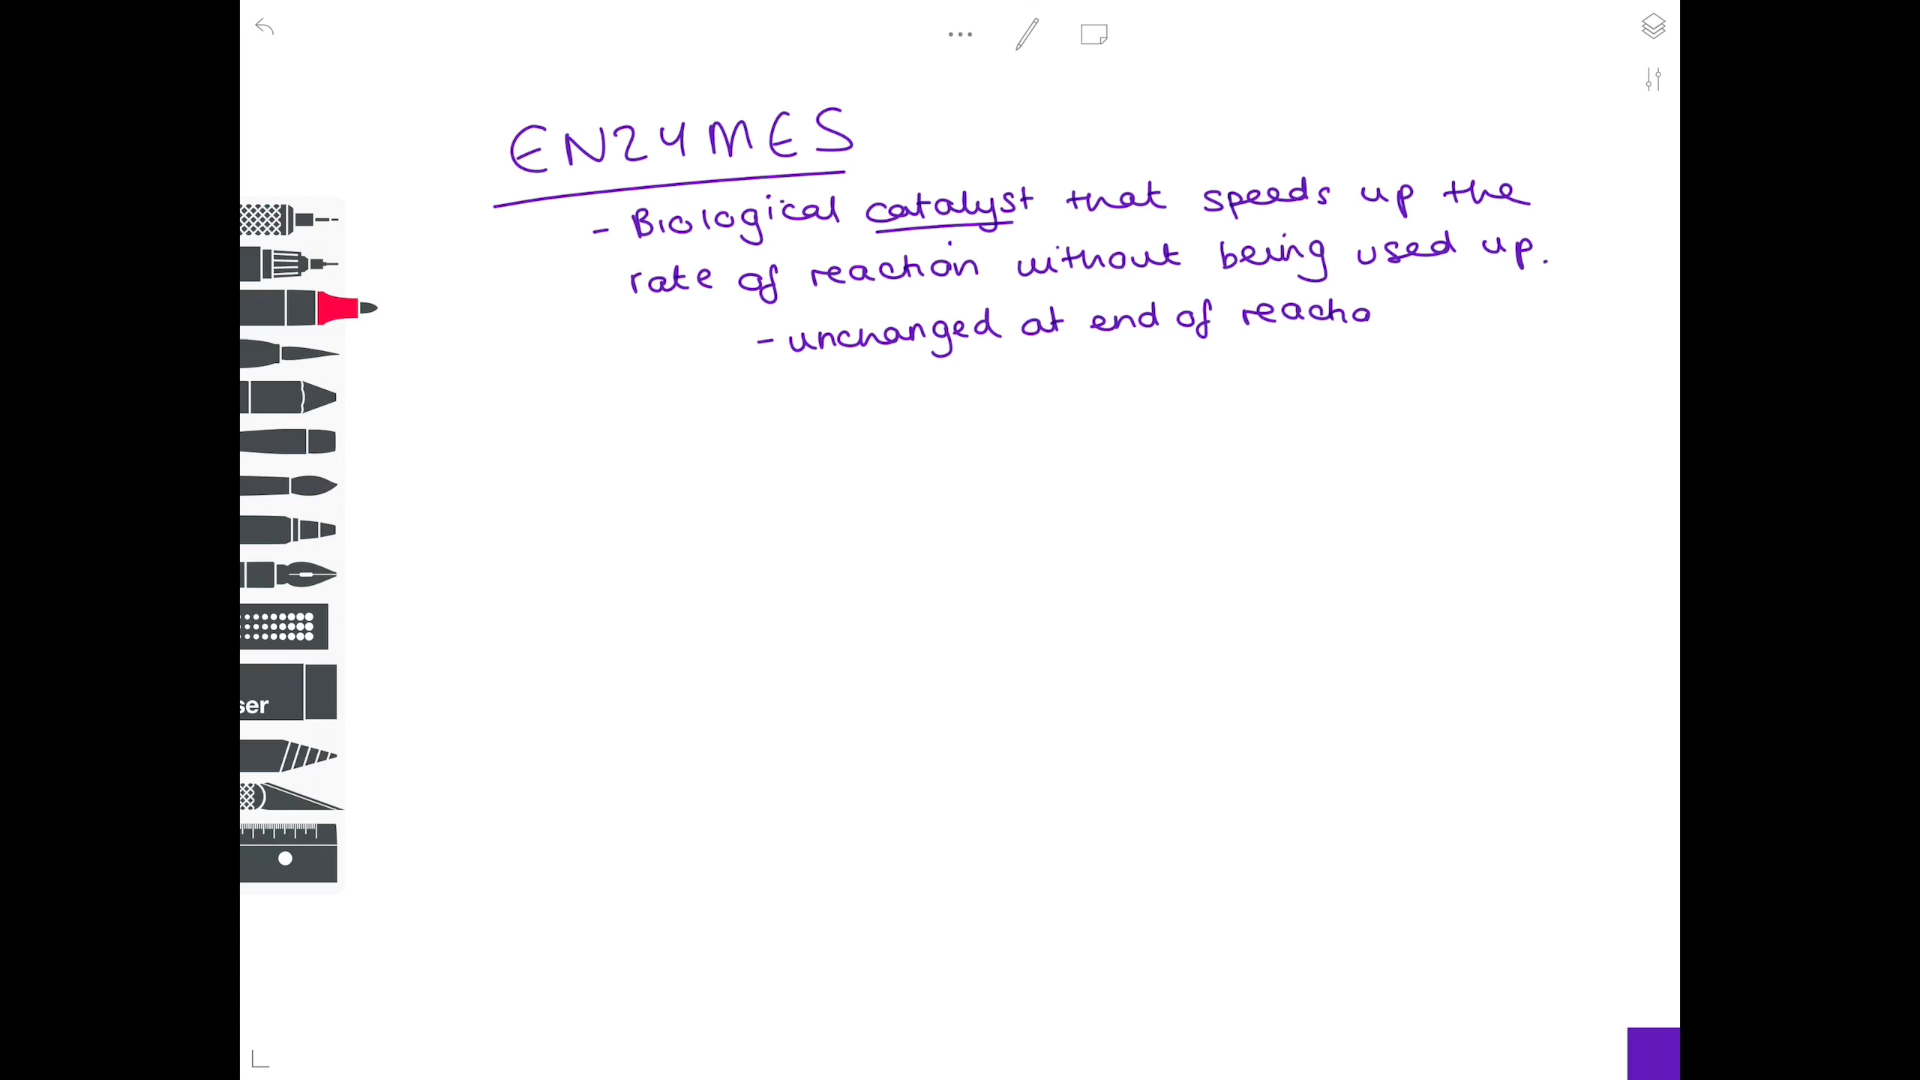 ENZYMES
- Biological catalyst that speeds up the
rate of reaction without being used up.
- unchanged at end of reactio
ser